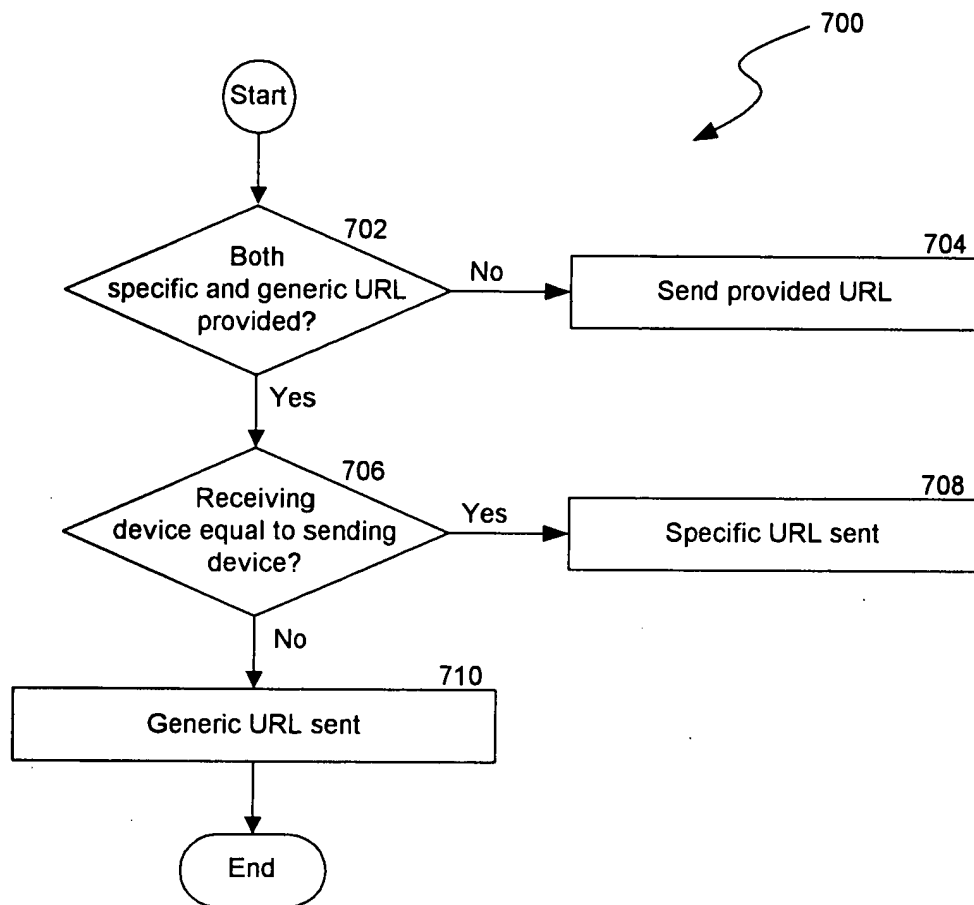 700
Start
702
Both
specific and generic URL
provided?
No
704
Send provided URL
Yes
706
Receiving
device equal to sending
device?
Yes
708
Specific URL sent
No
710
Generic URL sent
End